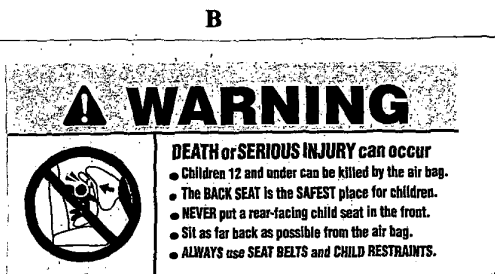 B
WARNING
DEATH or SERIOUS INJURY can occur
• Children 12 and under can be killed by the air bag.
• The BACK SEAT is the SAFEST place for children.
• NEVER put a rear-facing child seat in the front.
• Sit as far back as possible from the air bag.
• ALWAYS use SEAT BELTS and CHILD RESTRAINTS.